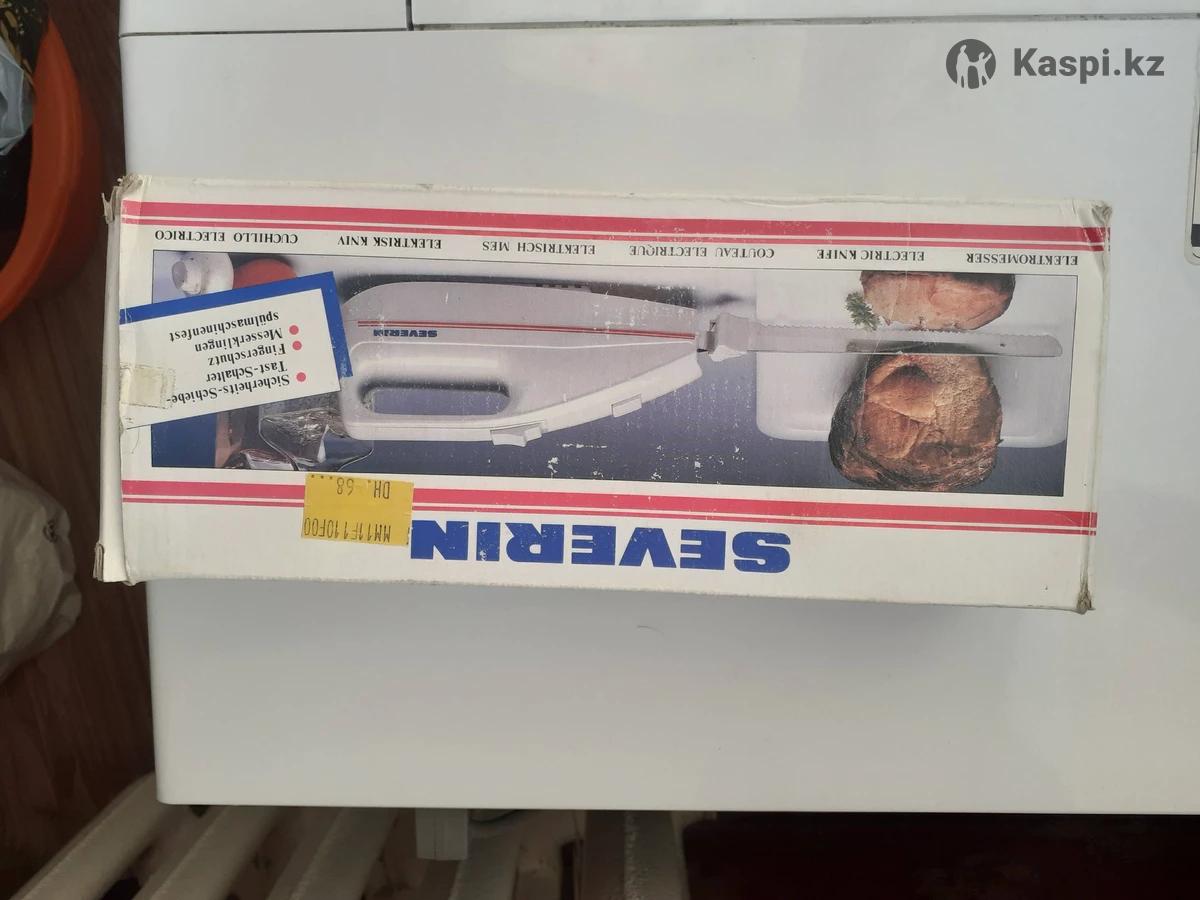 Kaspi.kz
SEVERIN
MM11F110F00
DH. 68..
Sicherheits-Schiebe-
Tast-Schalter
Fingerschutz
Messerklingen
spülmaschinenfest
SEVERIN
ELEKTROMESSER ELECTRIC KNIFE COUTEAU ELECTRIQUE ELEKTRISCH MES ELEKTRISK KNIV CUCHILLO ELECTRICO